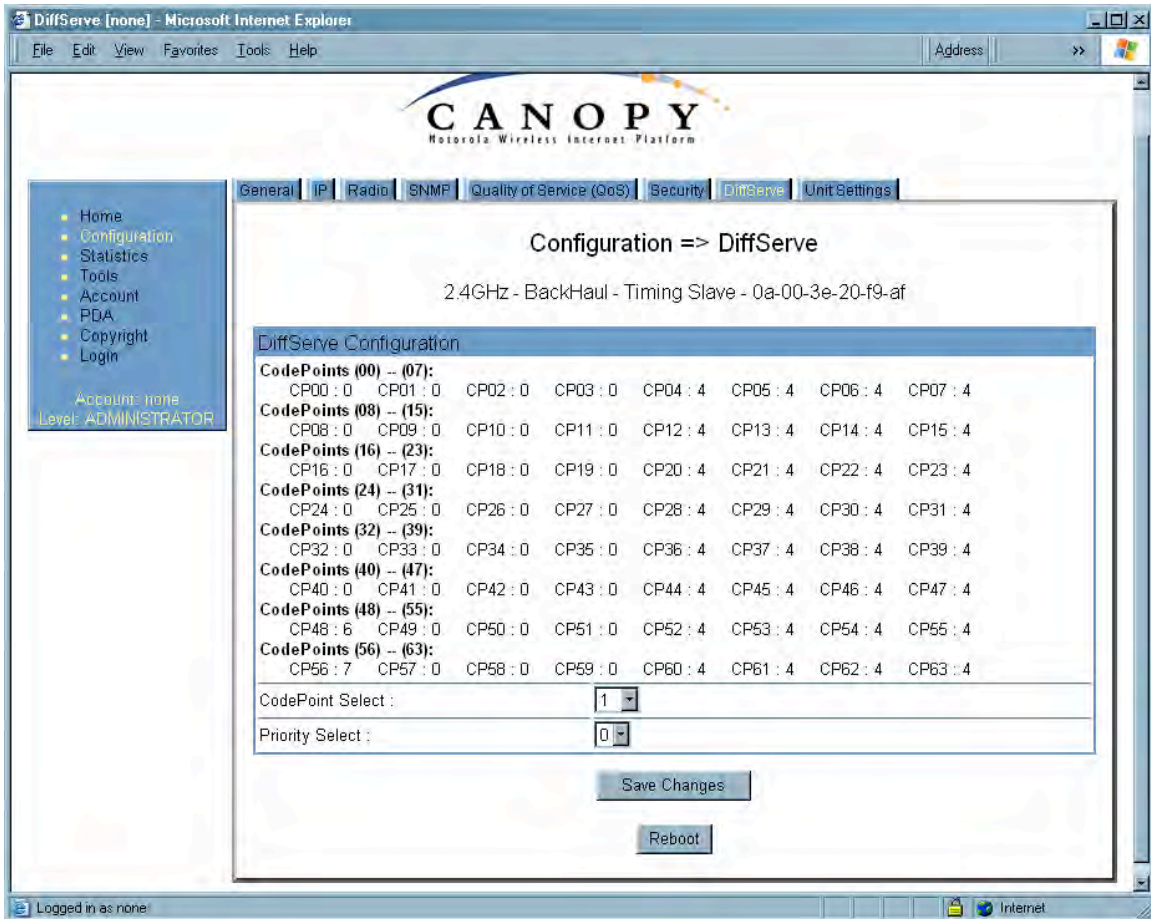 DiffServe [none] - Microsoft Internet Explorer
File Edit View Favorites Tools Help Address »
CANOPY
Motorola Wireless Internet Platform
General IP Radio SNMP Quality of Service (QoS) Security DiffServe Unit Settings
Home
Configuration
Statistics
Tools
Account
PDA
Copyright
Login
Account: none
Level: ADMINISTRATOR
Configuration => DiffServe
2.4GHz - BackHaul - Timing Slave - 0a-00-3e-20-f9-af
DiffServe Configuration
CodePoints (00) -- (07):
CP00 : 0 CP01 : 0 CP02 : 0 CP03 : 0 CP04 : 4 CP05 : 4 CP06 : 4 CP07 : 4
CodePoints (08) -- (15):
CP08 : 0 CP09 : 0 CP10 : 0 CP11 : 0 CP12 : 4 CP13 : 4 CP14 : 4 CP15 : 4
CodePoints (16) -- (23):
CP16 : 0 CP17 : 0 CP18 : 0 CP19 : 0 CP20 : 4 CP21 : 4 CP22 : 4 CP23 : 4
CodePoints (24) -- (31):
CP24 : 0 CP25 : 0 CP26 : 0 CP27 : 0 CP28 : 4 CP29 : 4 CP30 : 4 CP31 : 4
CodePoints (32) -- (39):
CP32 : 0 CP33 : 0 CP34 : 0 CP35 : 0 CP36 : 4 CP37 : 4 CP38 : 4 CP39 : 4
CodePoints (40) -- (47):
CP40 : 0 CP41 : 0 CP42 : 0 CP43 : 0 CP44 : 4 CP45 : 4 CP46 : 4 CP47 : 4
CodePoints (48) -- (55):
CP48 : 6 CP49 : 0 CP50 : 0 CP51 : 0 CP52 : 4 CP53 : 4 CP54 : 4 CP55 : 4
CodePoints (56) -- (63):
CP56 : 7 CP57 : 0 CP58 : 0 CP59 : 0 CP60 : 4 CP61 : 4 CP62 : 4 CP63 : 4
CodePoint Select : 1
Priority Select : 0
Save Changes
Reboot
Logged in as none Internet